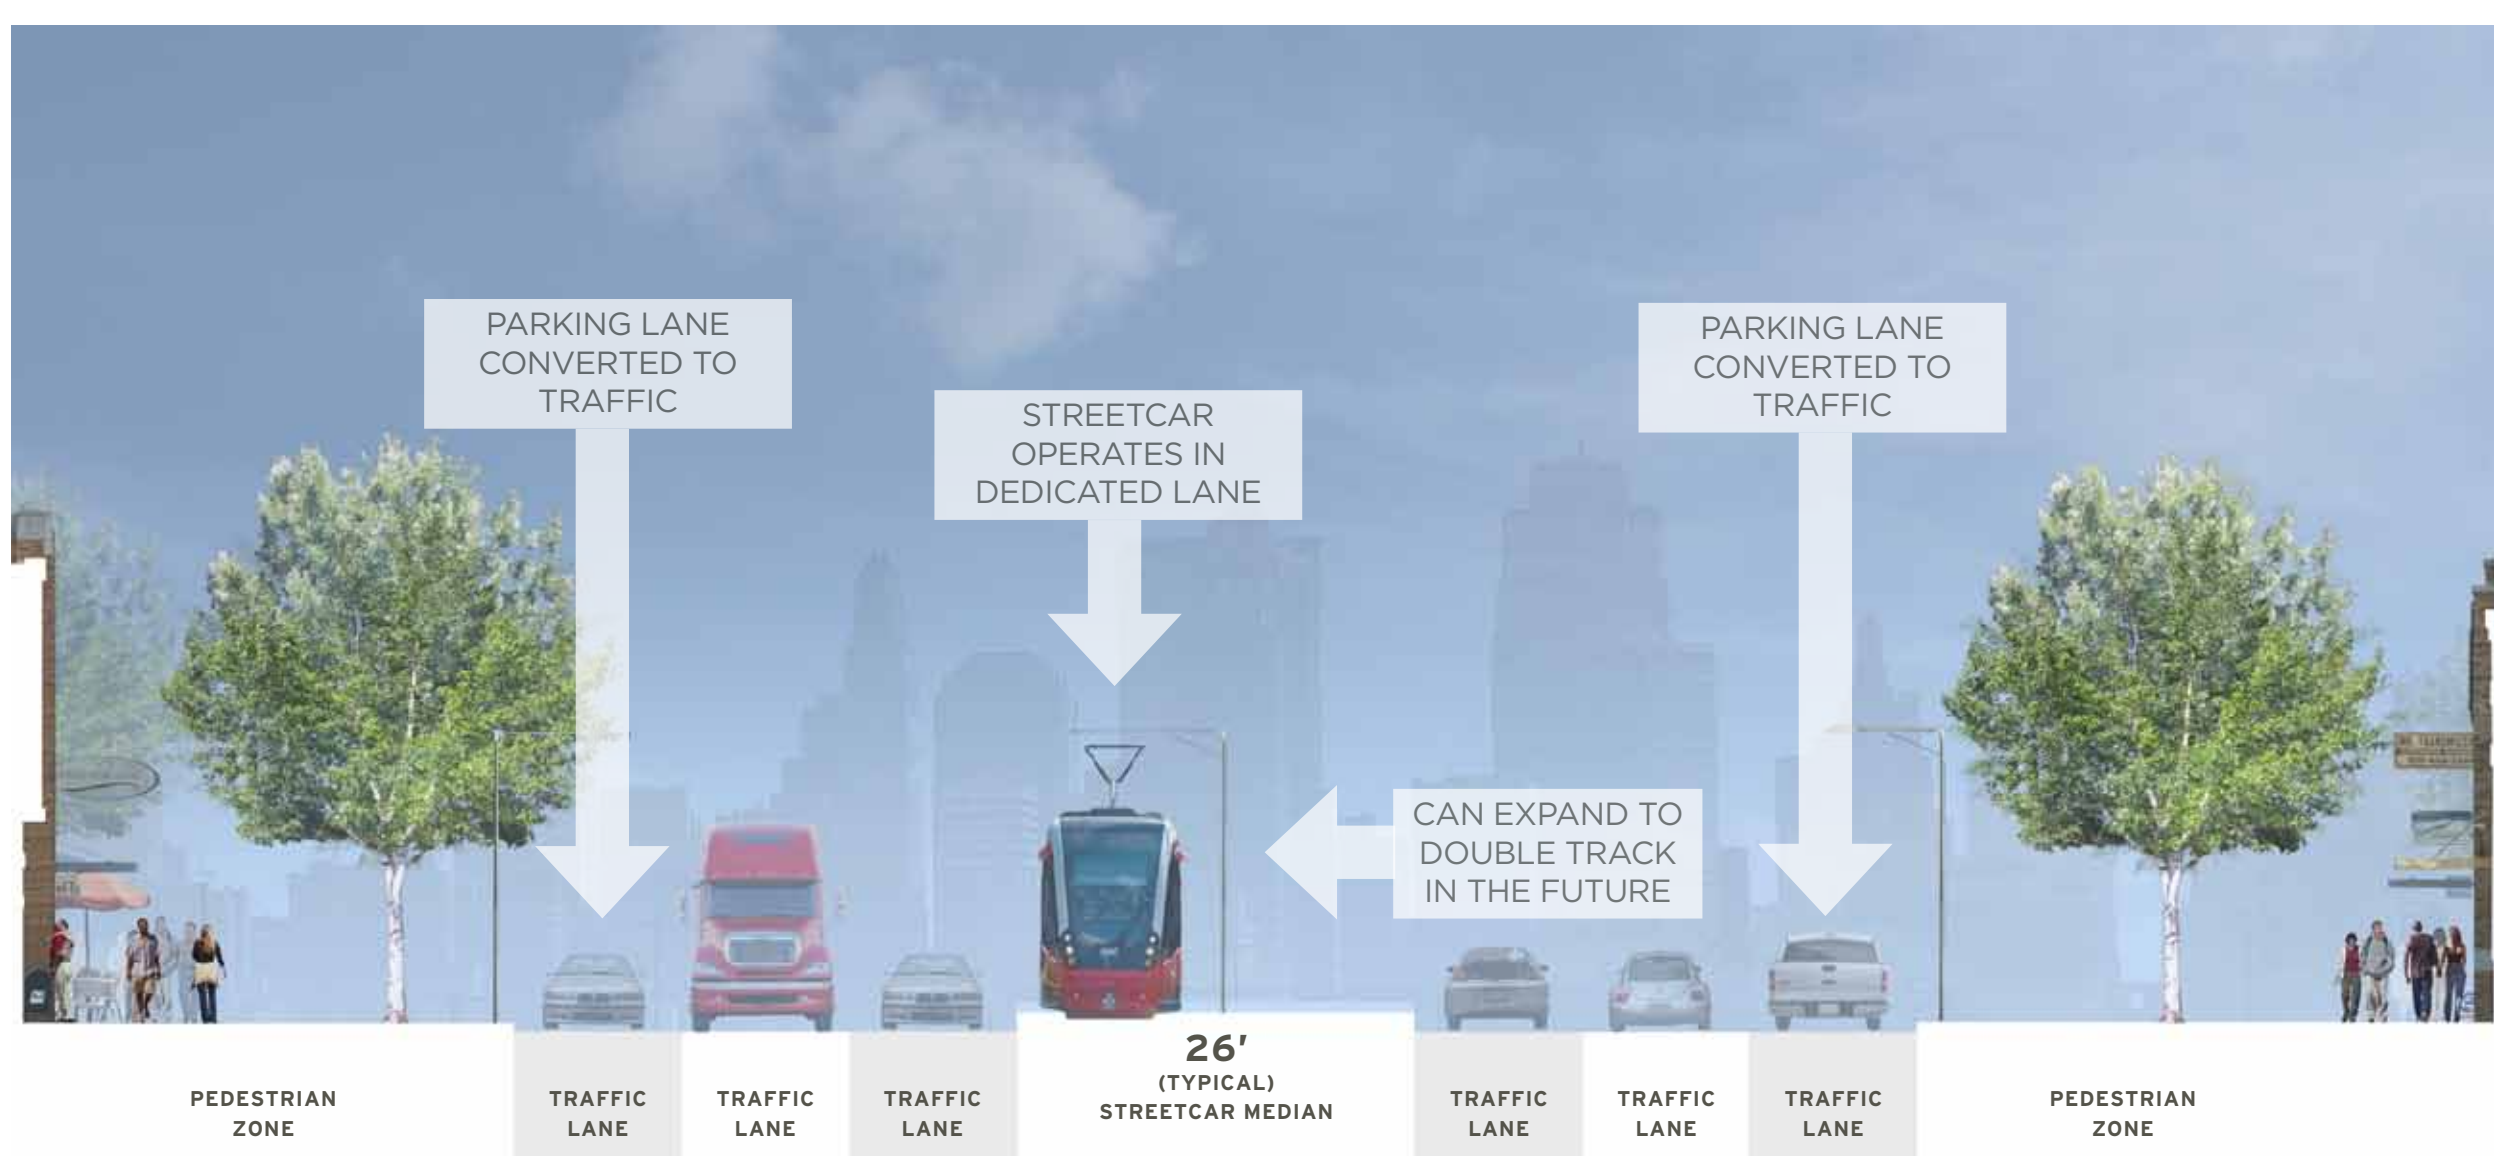 PARKING LANE
CONVERTED TO
TRAFFIC
PARKING LANE
CONVERTED TO
TRAFFIC
STREETCAR
OPERATES IN
DEDICATED LANE
CAN EXPAND TO
DOUBLE TRACK
IN THE FUTURE
PEDESTRIAN
ZONE
TRAFFIC
LANE
TRAFFIC
LANE
TRAFFIC
LANE
26'
(TYPICAL)
STREETCAR MEDIAN
TRAFFIC
LANE
TRAFFIC
LANE
TRAFFIC
LANE
PEDESTRIAN
ZONE